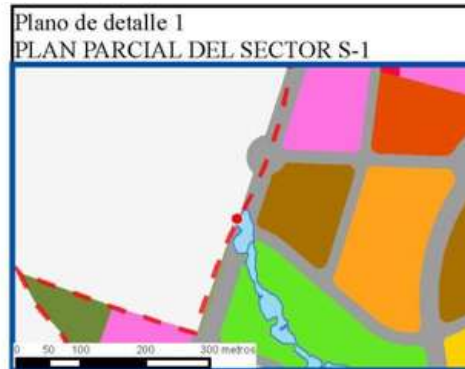 Plano de detalle 1
PLAN PARCIAL DEL SECTOR S-1
0 50 100 200 300 metros